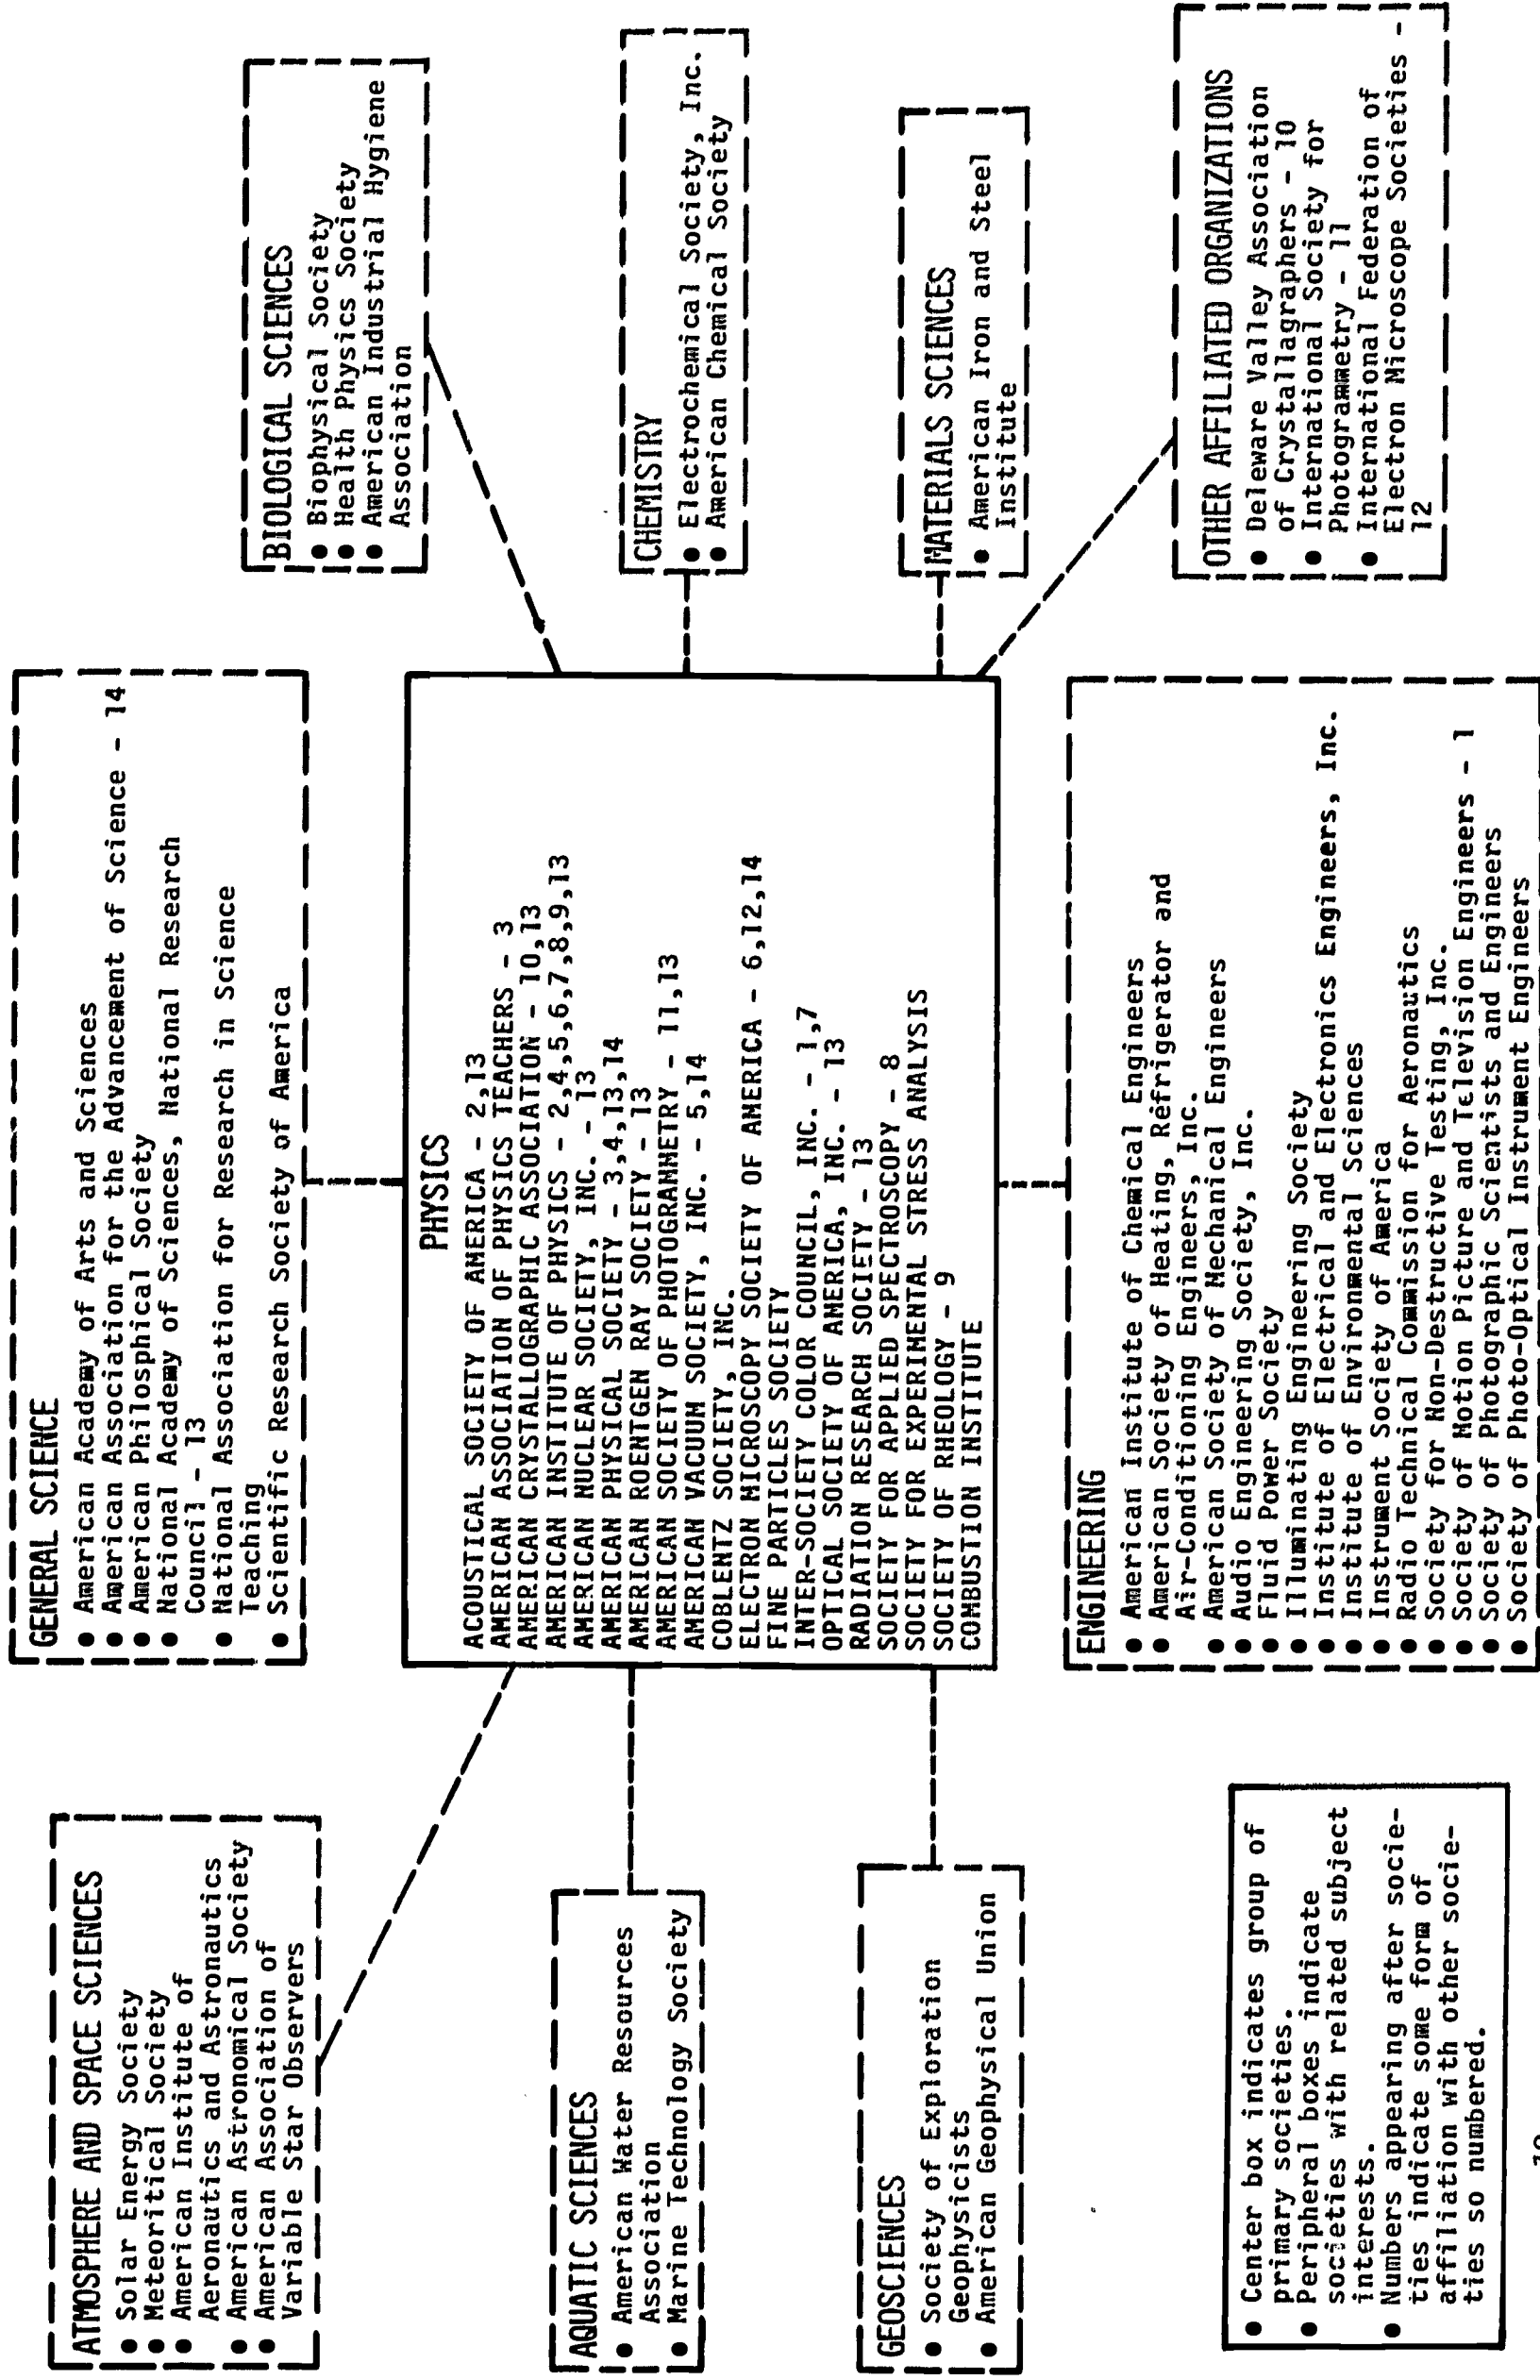 GENERAL SCIENCE
● American Academy of Arts and Sciences
● American Association for the Advancement of Science - 14
● American Philosphical Society
● National Academy of Sciences, National Research
Council - 13
● National Association for Research in Science
Teaching
● Scientific Research Society of America
ATMOSPHERE AND SPACE SCIENCES
● Solar Energy Society
● Meteoritical Society
● American Institute of
Aeronautics and Astronautics
● American Astronomical Society
● American Association of
Variable Star Observers
AQUATIC SCIENCES
● American Water Resources
Association
● Marine Technology Society
GEOSCIENCES
● Society of Exploration
Geophysicists
● American Geophysical Union
PHYSICS
ACOUSTICAL SOCIETY OF AMERICA - 2,13
AMERICAN ASSOCIATION OF PHYSICS TEACHERS - 3
AMERICAN CRYSTALLOGRAPHIC ASSOCIATION - 10,13
AMERICAN INSTITUTE OF PHYSICS - 2,4,5,6,7,8,9,13
AMERICAN NUCLEAR SOCIETY, INC. - 13
AMERICAN PHYSICAL SOCIETY - 3,4,13,14
AMERICAN ROENTGEN RAY SOCIETY - 13
AMERICAN SOCIETY OF PHOTOGRAMMETRY - 11,13
AMERICAN VACUUM SOCIETY, INC. - 5,14
COBLENTZ SOCIETY, INC.
ELECTRON MICROSCOPY SOCIETY OF AMERICA - 6,12,14
FINE PARTICLES SOCIETY
INTER-SOCIETY COLOR COUNCIL, INC. - 1,7
OPTICAL SOCIETY OF AMERICA, INC. - 13
RADIATION RESEARCH SOCIETY - 13
SOCIETY FOR APPLIED SPECTROSCOPY - 8
SOCIETY FOR EXPERIMENTAL STRESS ANALYSIS
SOCIETY OF RHEOLOGY - 9
COMBUSTION INSTITUTE
BIOLOGICAL SCIENCES
● Biophysical Society
● Health Physics Society
● American Industrial Hygiene
Association
CHEMISTRY
● Electrochemical Society, Inc.
● American Chemical Society
MATERIALS SCIENCES
● American Iron and Steel
Institute
OTHER AFFILIATED ORGANIZATIONS
● Deleware Valley Association
of Crystallagraphers - 10
● International Society for
Photogrammetry - 11
● International Federation of
Electron Microscope Societies -
12
ENGINEERING
● American Institute of Chemical Engineers
● American Society of Heating, Refrigerator and
Air-Conditioning Engineers, Inc.
● American Society of Mechanical Engineers
● Audio Engineering Society, Inc.
● Fluid Power Society
● Illuminating Engineering Society
● Institute of Electrical and Electronics Engineers, Inc.
● Institute of Environmental Sciences
● Instrument Society of America
● Radio Technical Commission for Aeronautics
● Society for Non-Destructive Testing, Inc.
● Society of Motion Picture and Television Engineers - 1
● Society of Photographic Scientists and Engineers
● Society of Photo-Optical Instrument Engineers
● Center box indicates group of
primary societies.
● Peripheral boxes indicate
societies with related subject
interests.
● Numbers appearing after socie-
ties indicate some form of
affiliation with other socie-
ties so numbered.